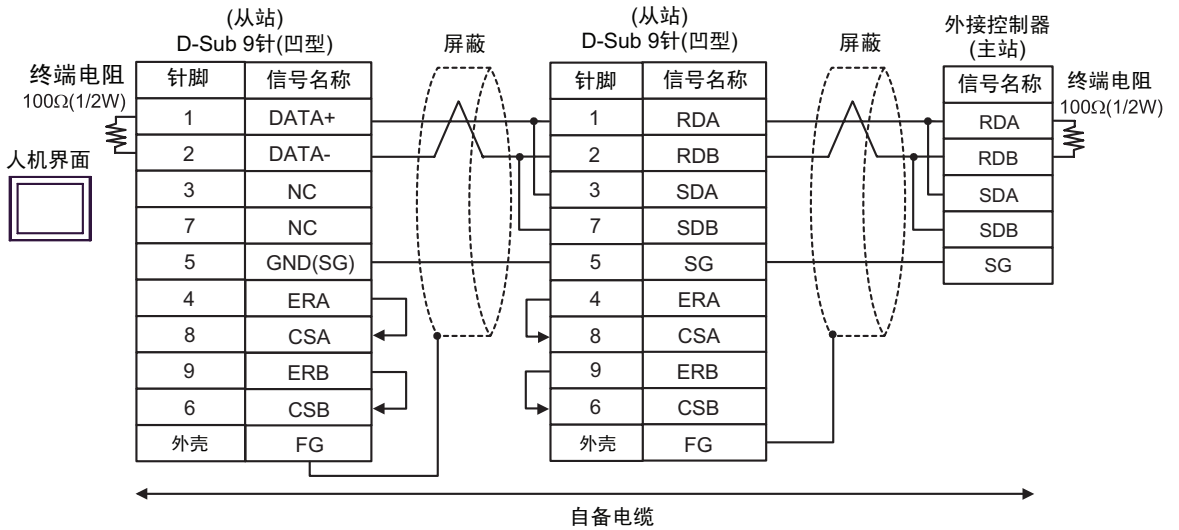 (从站)
D-Sub 9针(凹型)
屏蔽
(从站)
D-Sub 9针(凹型)
屏蔽
外接控制器
(主站)
终端电阻
100Ω(1/2W)
人机界面
针脚 信号名称
1 DATA+
2 DATA-
3 NC
7 NC
5 GND(SG)
4 ERA
8 CSA
9 ERB
6 CSB
外壳 FG
针脚 信号名称
1 RDA
2 RDB
3 SDA
7 SDB
5 SG
4 ERA
8 CSA
9 ERB
6 CSB
外壳 FG
信号名称
RDA
RDB
SDA
SDB
SG
终端电阻
100Ω(1/2W)
自备电缆